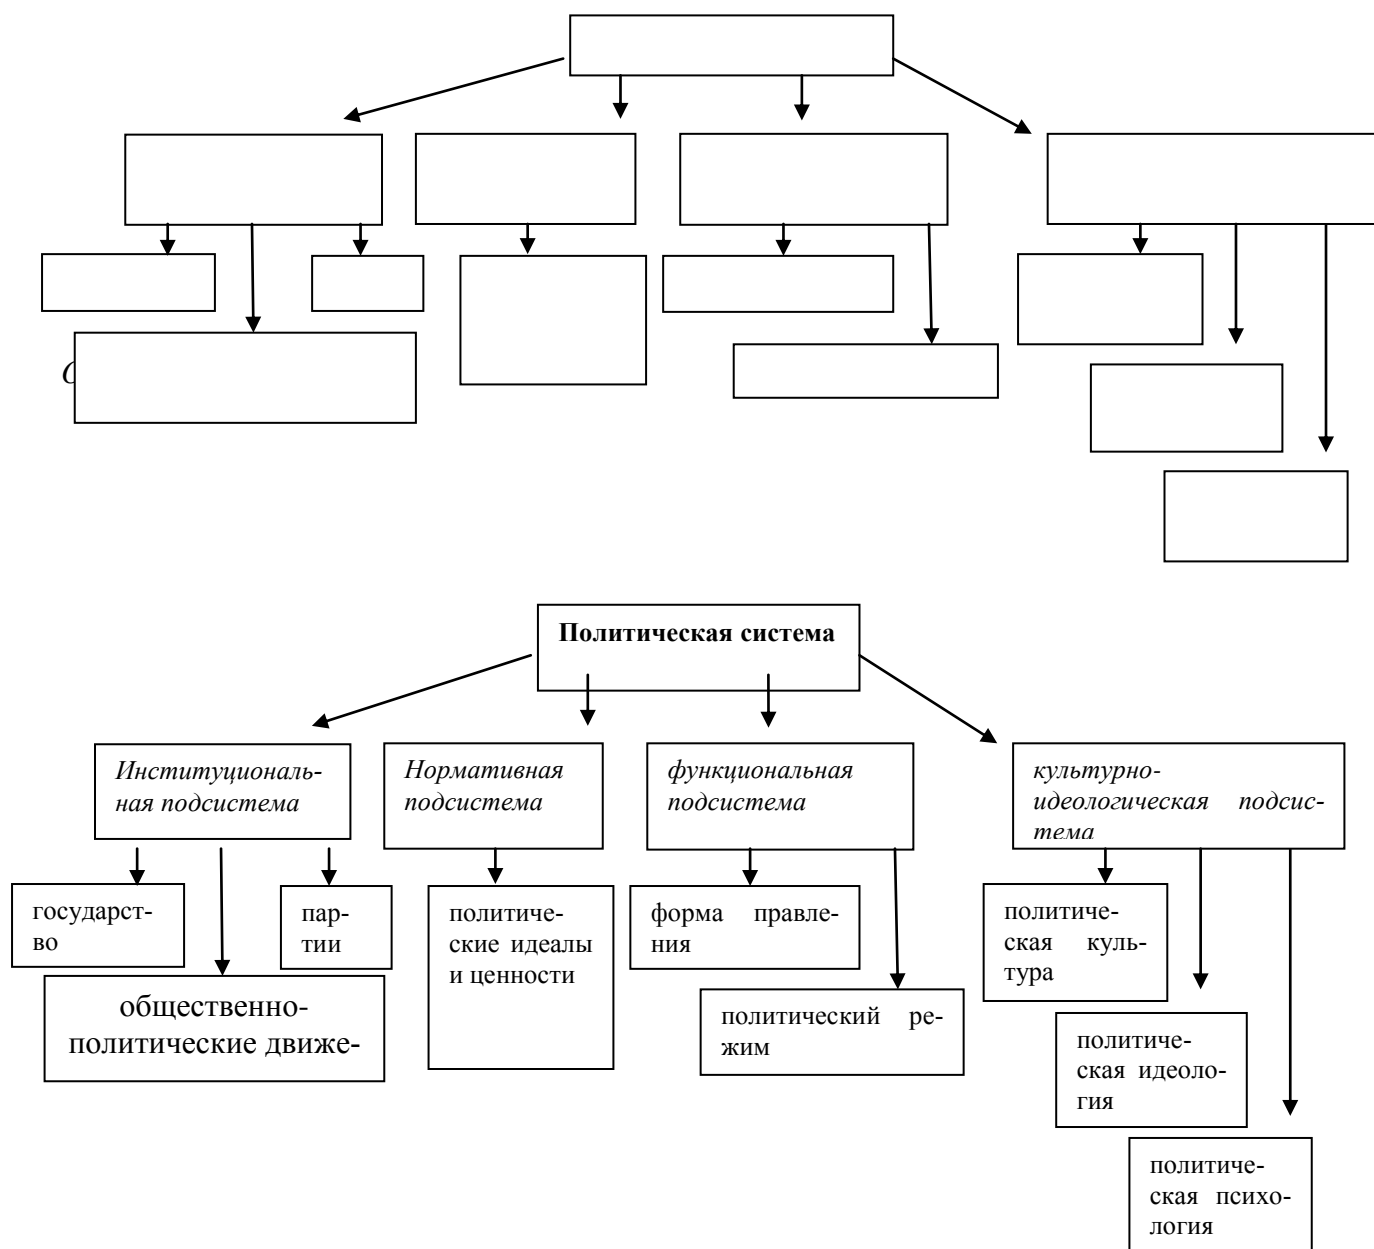 Политическая система
Институциональ-
ная подсистема
Нормативная
подсистема
функциональная
подсистема
культурно-
идеологическая подсис-
тема
государст-
во
пар-
тии
общественно-
политические движе-
политиче-
ские идеалы
и ценности
форма правле-
ния
политический ре-
жим
политиче-
ская куль-
тура
политиче-
ская идеоло-
гия
политиче-
ская психо-
логия